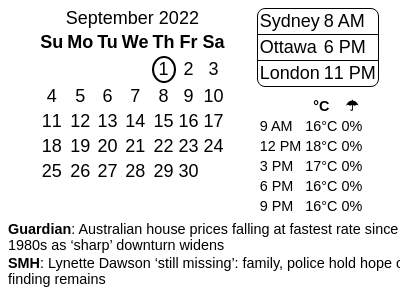 September 2022
Su Mo Tu We Th Fr Sa
1 2 3
4 5 6 7 8 9 10
11 12 13 14 15 16 17
18 19 20 21 22 23 24
25 26 27 28 29 30
Sydney 8 AM
Ottawa 6 PM
London 11 PM
°C ☂
9 AM 16°C 0%
12 PM 18°C 0%
3 PM 17°C 0%
6 PM 16°C 0%
9 PM 16°C 0%
Guardian: Australian house prices falling at fastest rate since
1980s as ‘sharp’ downturn widens
SMH: Lynette Dawson ‘still missing’: family, police hold hope
finding remains